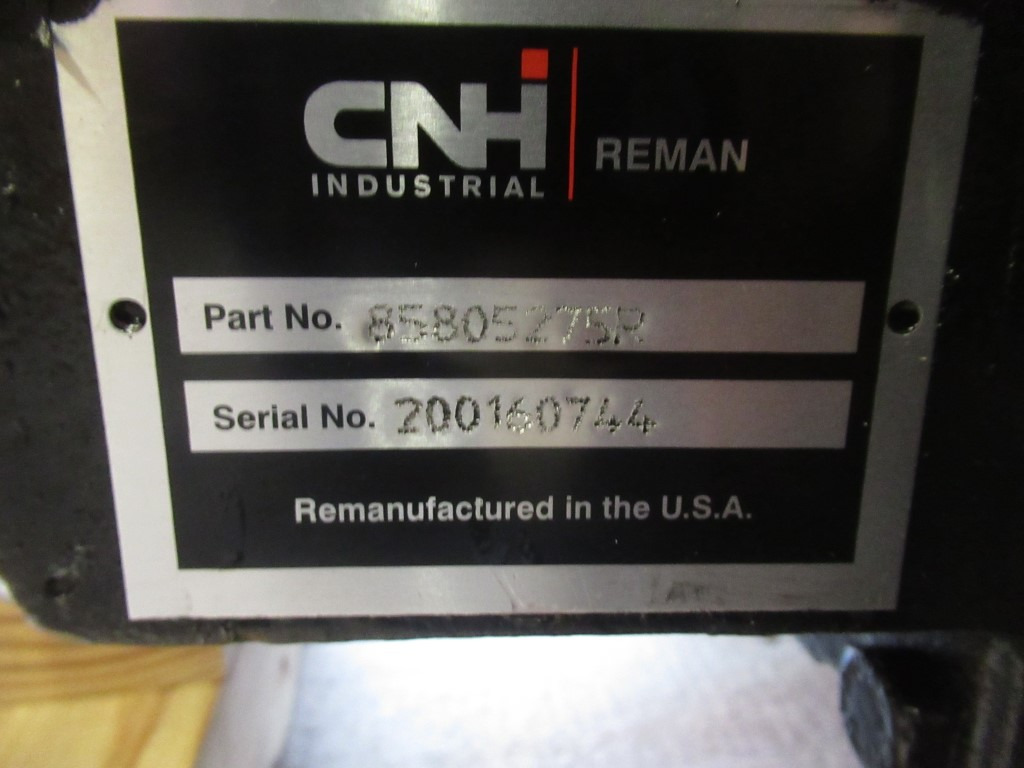 CNH
INDUSTRIAL
REMAN
Part No. 85805275R
Serial No. 200160744
Remanufactured in the U.S.A.